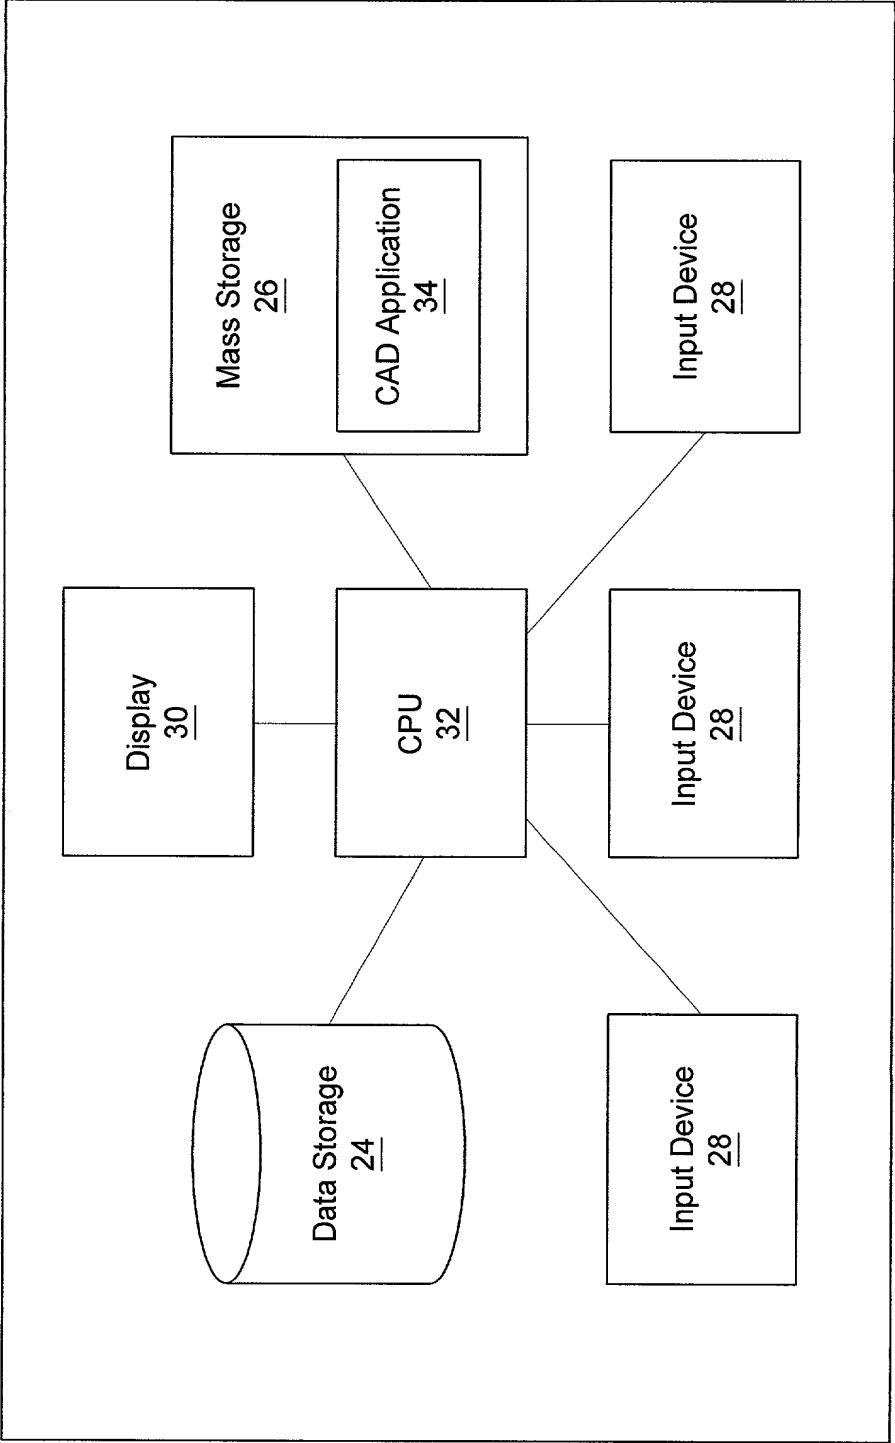 Display
30
Data Storage
24
Mass Storage
26
CAD Application
34
CPU
32
Input Device
28
Input Device
28
Input Device
28